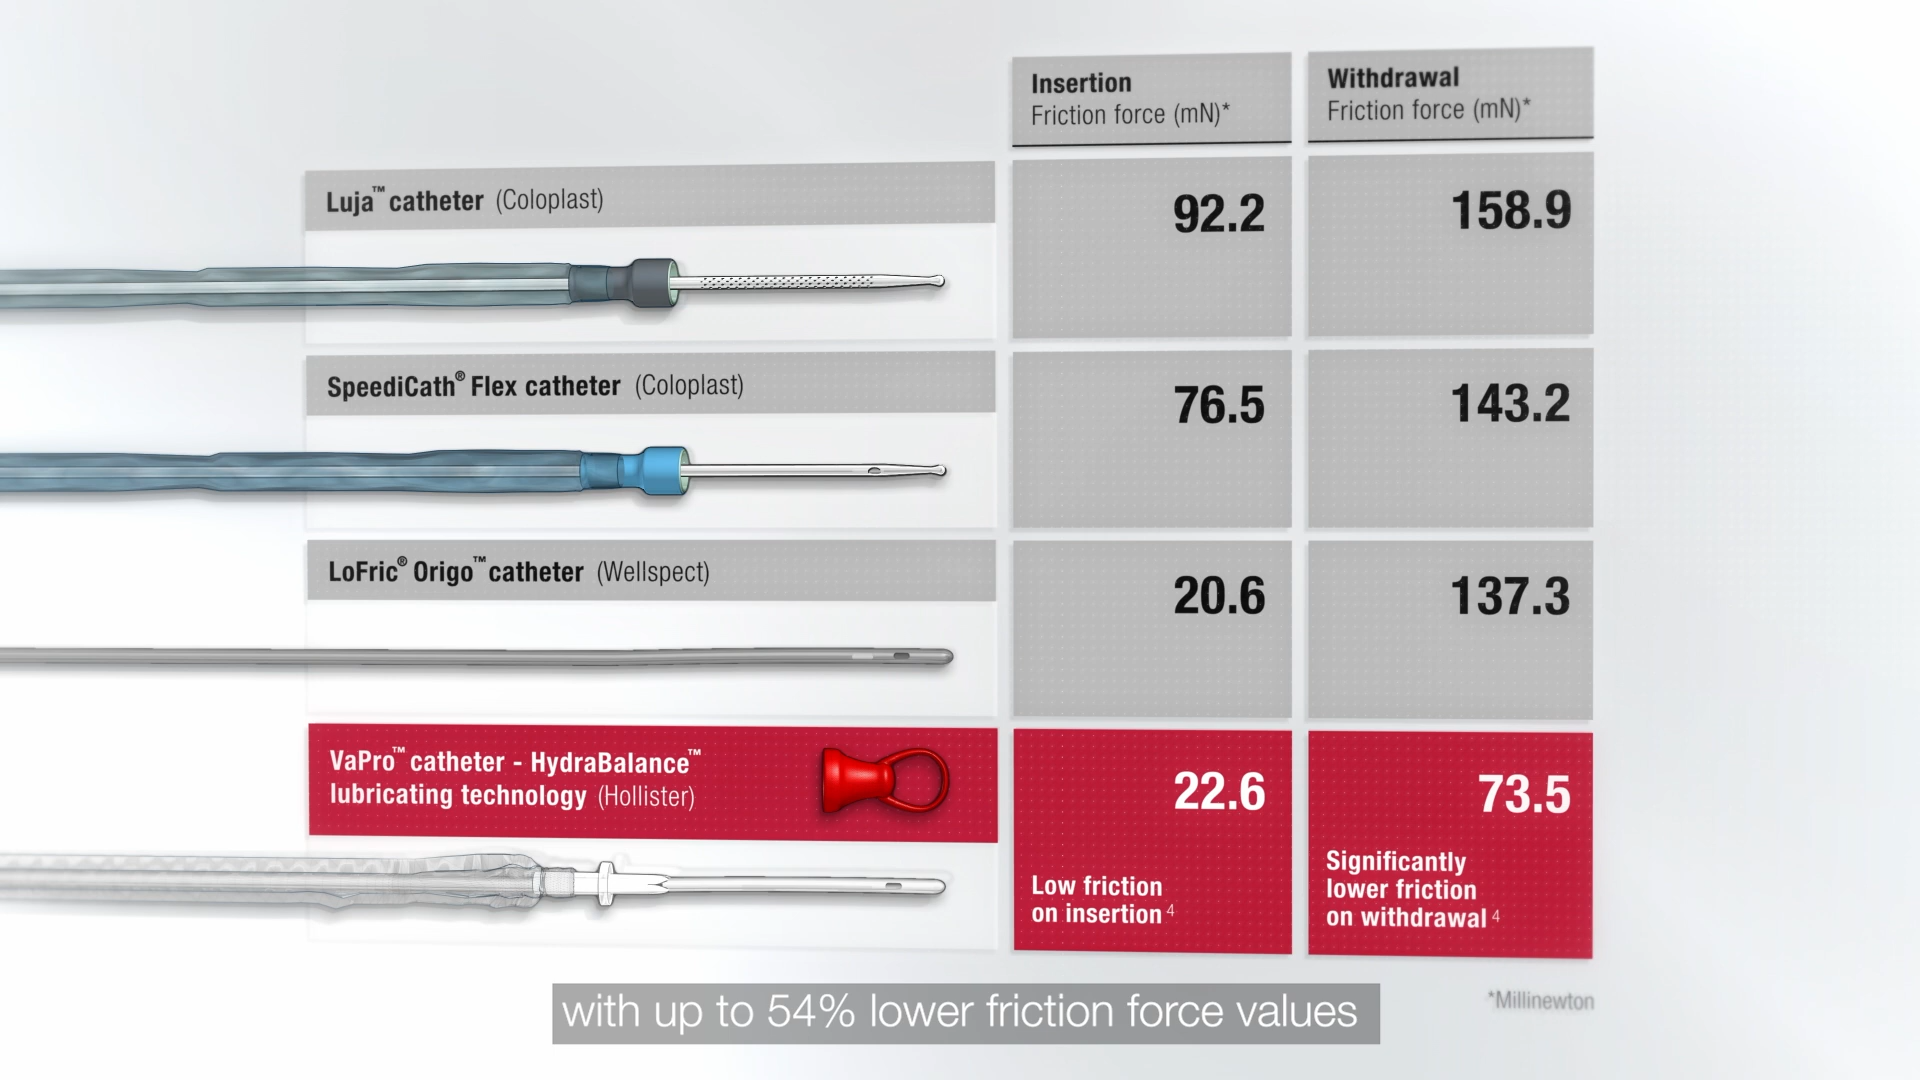 Insertion
Friction force (mN)*
Withdrawal
Friction force (mN)*
Luja™ catheter (Coloplast)
92.2
158.9
SpeediCath® Flex catheter (Coloplast)
76.5
143.2
LoFric® Origo™ catheter (Wellspect)
20.6
137.3
VaPro™ catheter - HydraBalance™
lubricating technology (Hollister)
22.6
Low friction
on insertion 4
73.5
Significantly
lower friction
on withdrawal 4
*Millinewton
with up to 54% lower friction force values